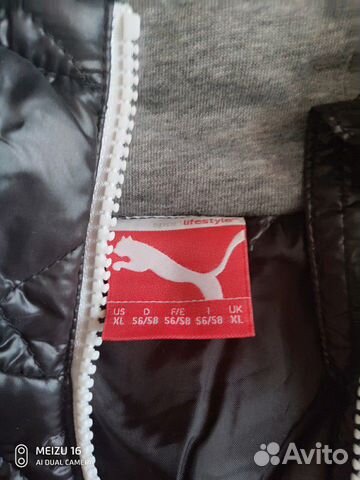 lifestyle
US D F/E I UK
XL 56/58 56/58 56/58 XL
MEIZU 16
AI DUAL CAMERA
Avito